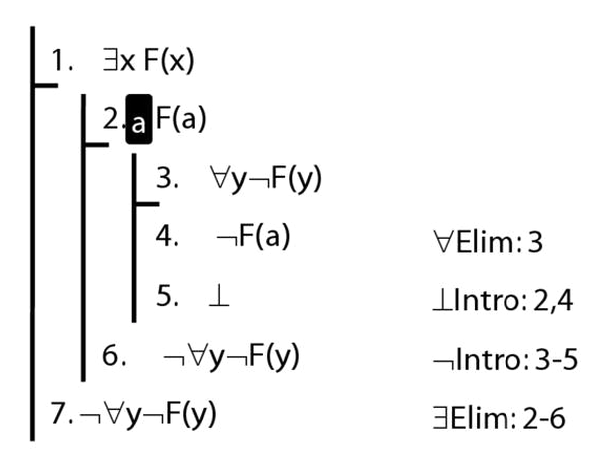 1. ∃x F(x)
2. a F(a)
3. ∀y¬F(y)
4. ¬F(a) ∀Elim: 3
5. ⊥ ⊥Intro: 2,4
6. ¬∀y¬F(y) ¬Intro: 3-5
7. ¬∀y¬F(y) ∃Elim: 2-6